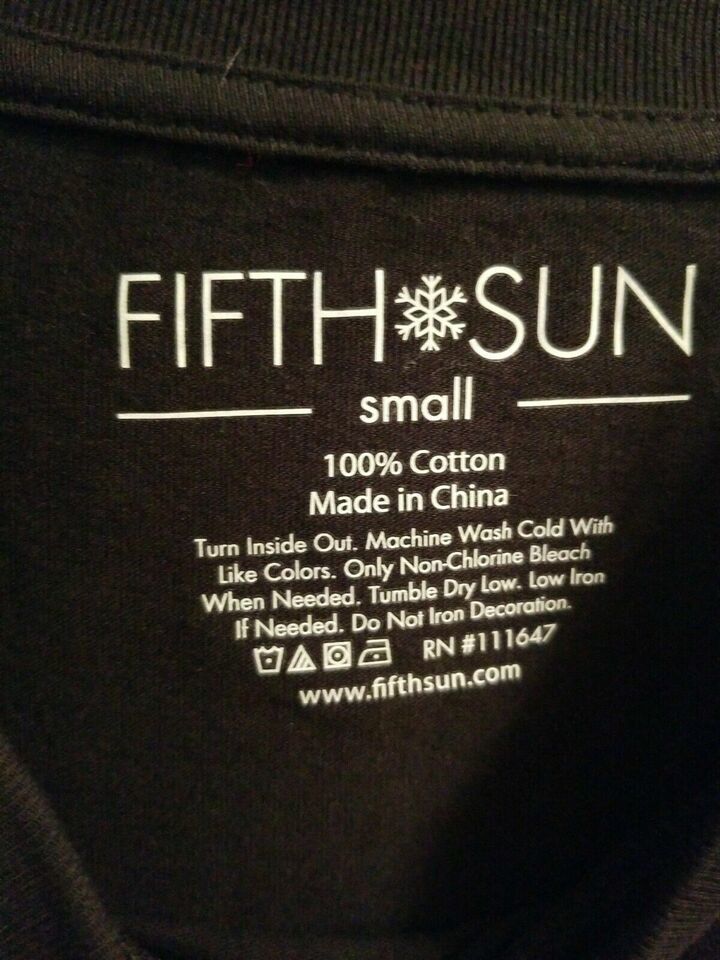 FIFTH SUN
small
100% Cotton
Made in China
Turn Inside Out. Machine Wash Cold With
Like Colors. Only Non-Chlorine Bleach
When Needed. Tumble Dry Low. Low Iron
If Needed. Do Not Iron Decoration.
RN #111647
www.fifthsun.com